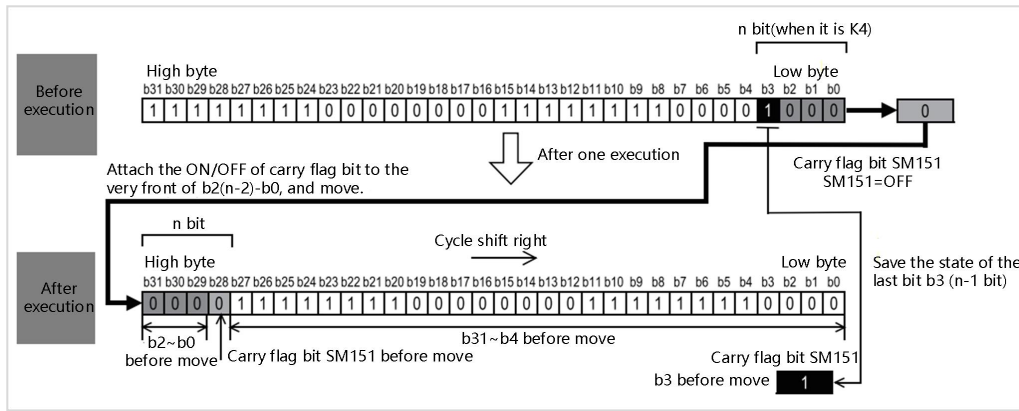 n bit(when it is K4)
High byte
Low byte
b31 b30 b29 b28 b27 b26 b25 b24 b23 b22 b21 b20 b19 b18 b17 b16 b15 b14 b13 b12 b11 b10 b9 b8 b7 b6 b5 b4 b3 b2 b1 b0
Before
execution
1 1 1 1 1 1 1 1 0 0 0 0 0 0 0 0 1 1 1 1 1 1 1 1 0 0 0 0 1 0 0 0
0
After one execution
Carry flag bit SM151
SM151=OFF
Attach the ON/OFF of carry flag bit to the
very front of b2(n-2)-b0, and move.
n bit
Cycle shift right
High byte
Low byte
b31 b30 b29 b28 b27 b26 b25 b24 b23 b22 b21 b20 b19 b18 b17 b16 b15 b14 b13 b12 b11 b10 b9 b8 b7 b6 b5 b4 b3 b2 b1 b0
After
execution
0 0 0 0 1 1 1 1 1 1 1 1 0 0 0 0 0 0 0 0 1 1 1 1 1 1 1 1 0 0 0 0
Save the state of the
last bit b3 (n-1 bit)
b2~b0
before move
Carry flag bit SM151 before move
b31~b4 before move
Carry flag bit SM151
b3 before move
1